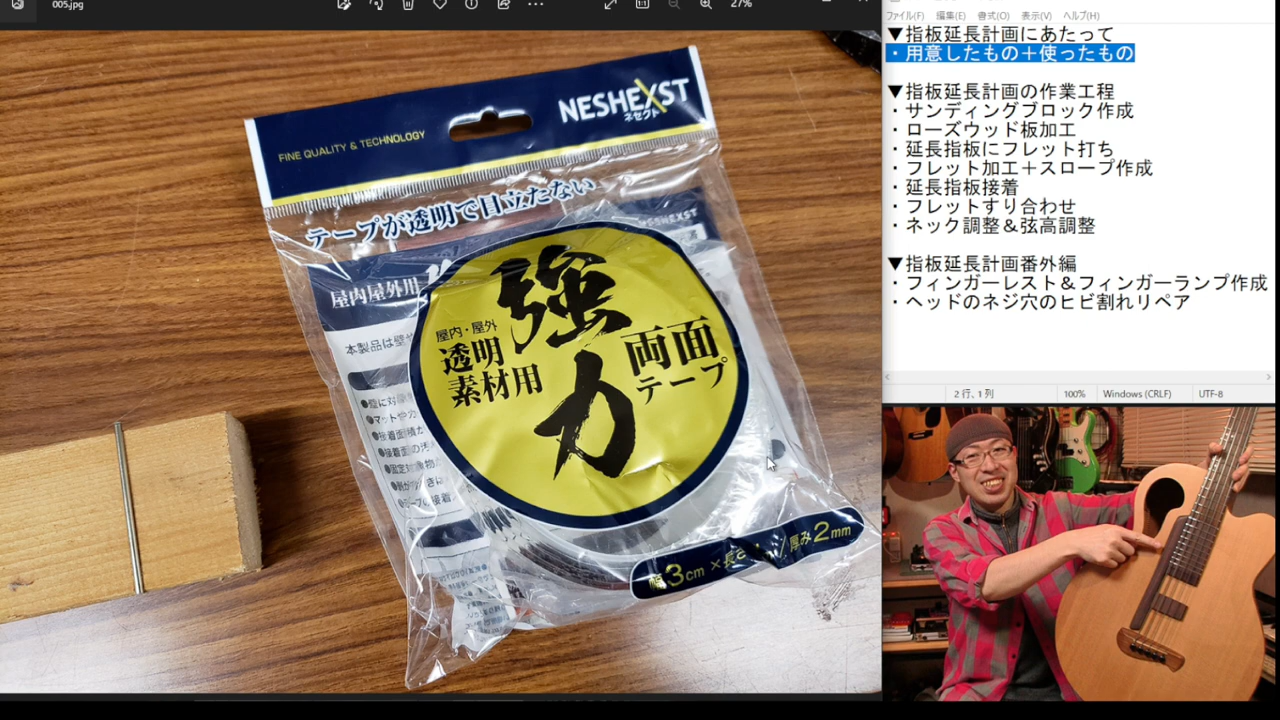 005.jpg
27%
NESHEXST
ネセクト
FINE QUALITY & TECHNOLOGY
テープが透明で目立たない
NESHEXST
屋内屋外用
強力
屋内・屋外
透明
素材用
両面
テープ
本製品は壁や
幅3cm×長さ
厚み2mm
ファイル(F) 編集(E) 書式(O) 表示(V) ヘルプ(H)
▼指板延長計画にあたって
・用意したもの＋使ったもの
▼指板延長計画の作業工程
・サンディングブロック作成
・ローズウッド板加工
・延長指板にフレット打ち
・フレット加工＋スロープ作成
・延長指板接着
・フレットすり合わせ
・ネック調整＆弦高調整
▼指板延長計画番外編
・フィンガーレスト＆フィンガーランプ作成
・ヘッドのネジ穴のヒビ割れリペア
2 行、1 列 100% Windows (CRLF) UTF-8